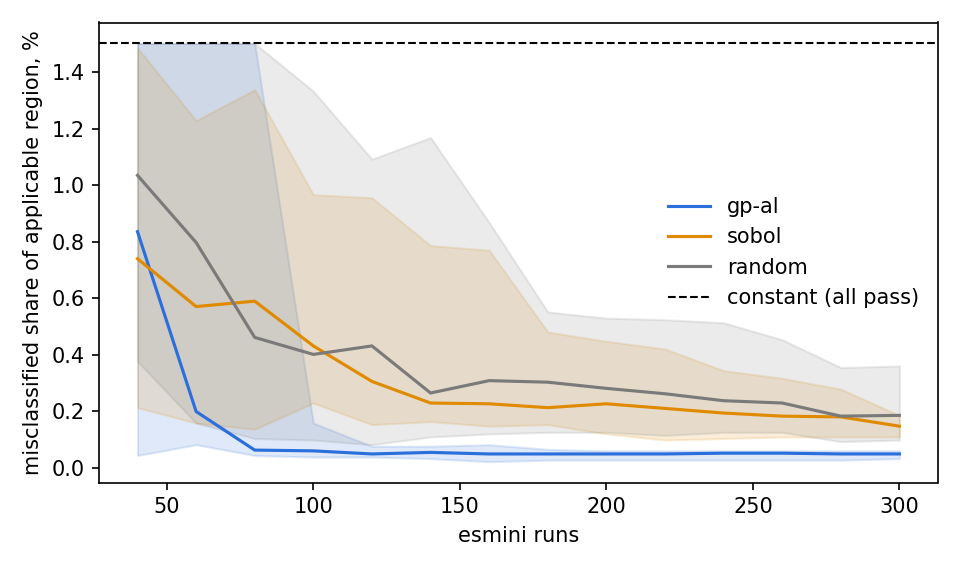 misclassified share of applicable region, %
1.4
1.2
1.0
0.8
0.6
0.4
0.2
0.0
gp-al
sobol
random
constant (all pass)
50
100
150
200
250
300
esmini runs